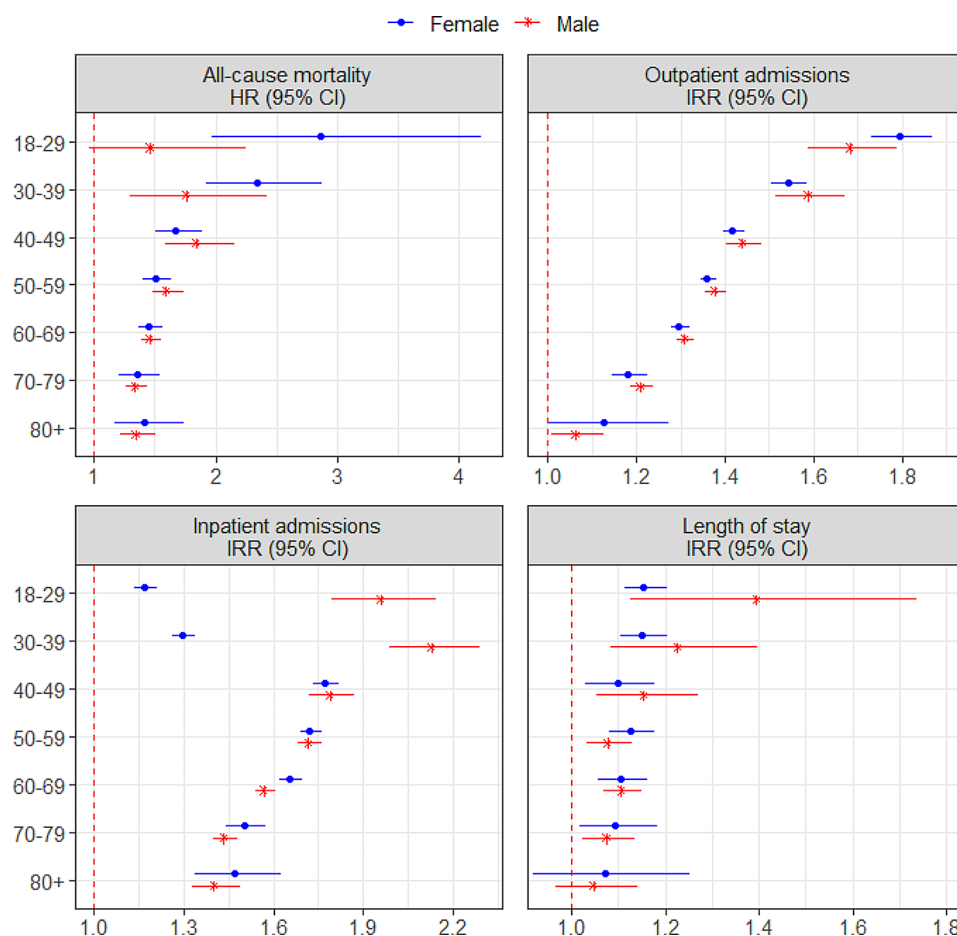 Female Male
All-cause mortality
HR (95% CI)
18-29
30-39
40-49
50-59
60-69
70-79
80+
1 2 3 4
Outpatient admissions
IRR (95% CI)
1.0 1.2 1.4 1.6 1.8
Inpatient admissions
IRR (95% CI)
18-29
30-39
40-49
50-59
60-69
70-79
80+
1.0 1.3 1.6 1.9 2.2
Length of stay
IRR (95% CI)
1.0 1.2 1.4 1.6 1.8